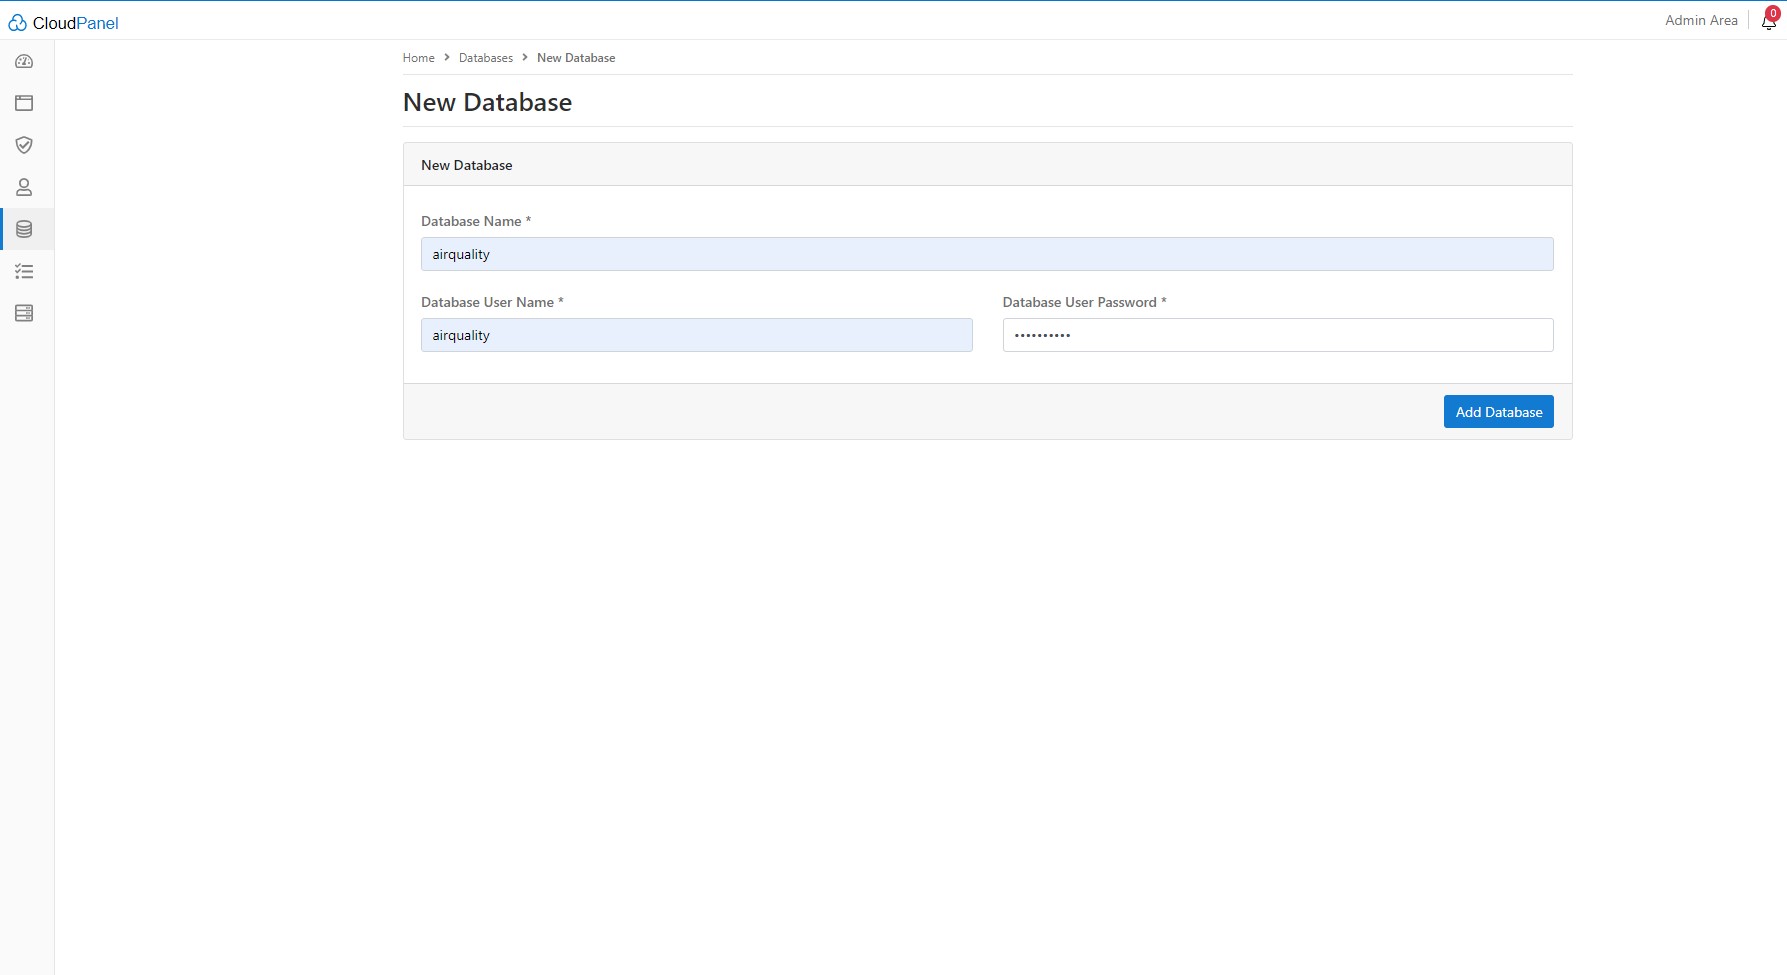 CloudPanel
Admin Area
0
Home
Databases
New Database
New Database
New Database
Database Name *
airquality
Database User Name *
Database User Password *
airquality
••••••••••
Add Database